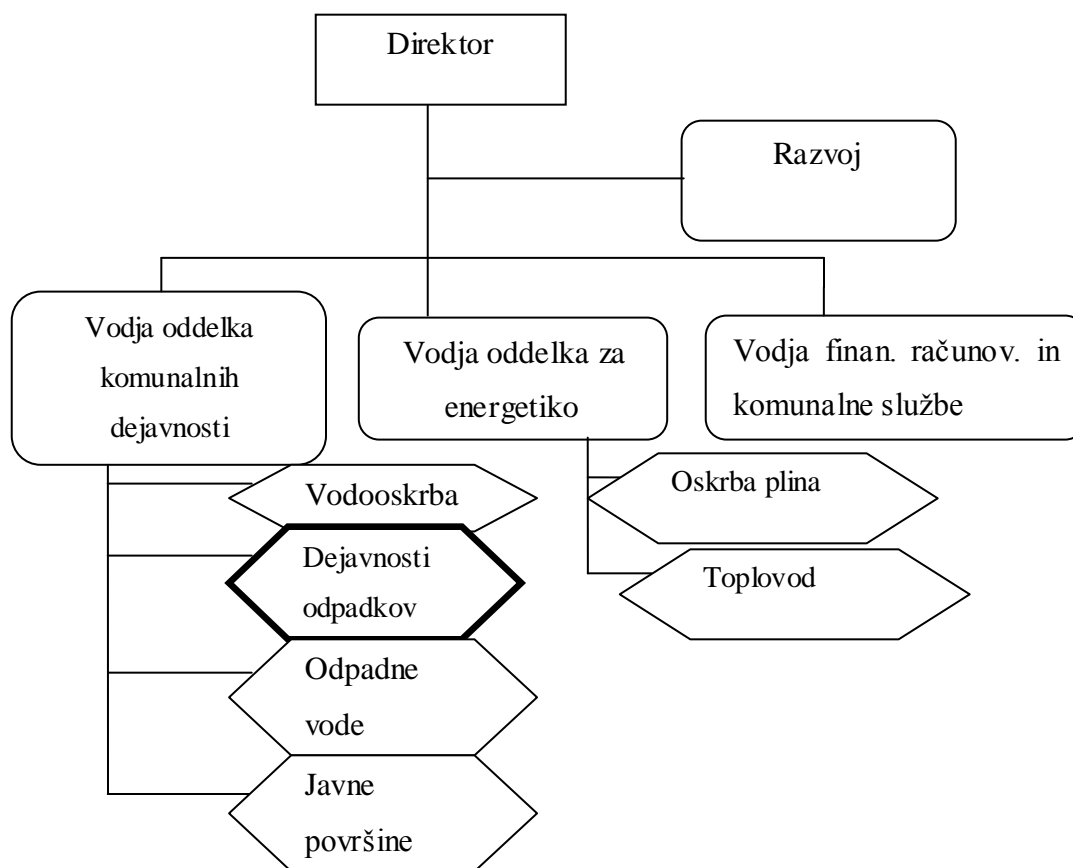 Direktor
Razvoj
Vodja oddelka
komunalnih
dejavnosti
Vodja oddelka za
energetiko
Vodja finan. računov. in
komunalne službe
Vodooskrba
Dejavnosti
odpadkov
Odpadne
vode
Javne
površine
Oskrba plina
Toplovod